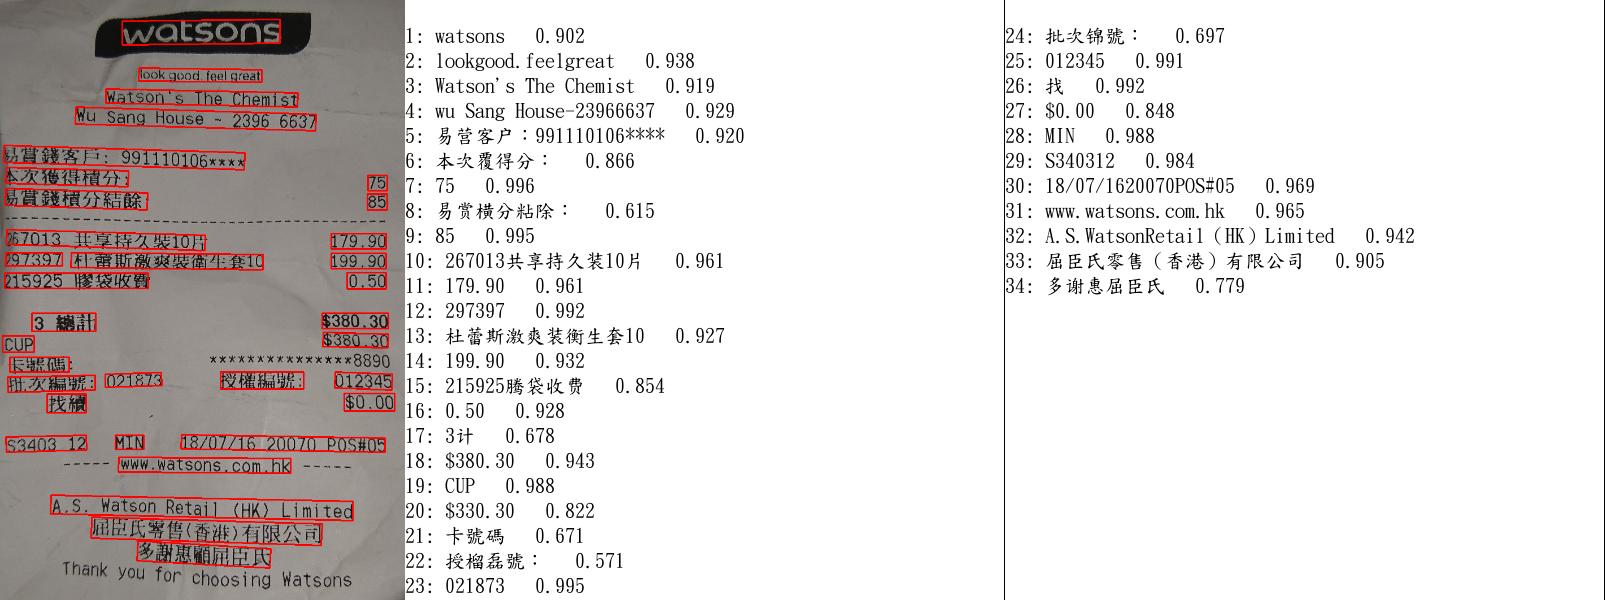 watsons
look good. feel great
Watson's The Chemist
Wu Sang House - 2396 6637
易賞錢客戶: 991110106****
本次獲得積分: 75
易賞錢積分結餘 85
267013 共享持久裝10片 179.90
297397 杜蕾斯激爽裝衛生套10 199.90
215925 膠袋收費 0.50
3 總計 $380.30
CUP $380.30
卡號碼: ***************8890
批次編號: 021873 授權編號: 012345
找續 $0.00
S3403 12 MIN 18/07/16 20070 POS#05
----- www.watsons.com.hk -----
A.S. Watson Retail (HK) Limited
屈臣氏零售(香港)有限公司
多謝惠顧屈臣氏
Thank you for choosing Watsons
1: watsons 0.902
2: lookgood.feelgreat 0.938
3: Watson's The Chemist 0.919
4: wu Sang House-23966637 0.929
5: 易营客户：991110106**** 0.920
6: 本次覆得分： 0.866
7: 75 0.996
8: 易赏横分粘除： 0.615
9: 85 0.995
10: 267013共享持久装10片 0.961
11: 179.90 0.961
12: 297397 0.992
13: 杜蕾斯激爽装衡生套10 0.927
14: 199.90 0.932
15: 215925腾袋收费 0.854
16: 0.50 0.928
17: 3计 0.678
18: $380.30 0.943
19: CUP 0.988
20: $330.30 0.822
21: 卡號碼 0.671
22: 授榴磊號： 0.571
23: 021873 0.995
24: 批次锦號： 0.697
25: 012345 0.991
26: 找 0.992
27: $0.00 0.848
28: MIN 0.988
29: S340312 0.984
30: 18/07/1620070POS#05 0.969
31: www.watsons.com.hk 0.965
32: A.S.WatsonRetail（HK）Limited 0.942
33: 屈臣氏零售（香港）有限公司 0.905
34: 多谢惠屈臣氏 0.779